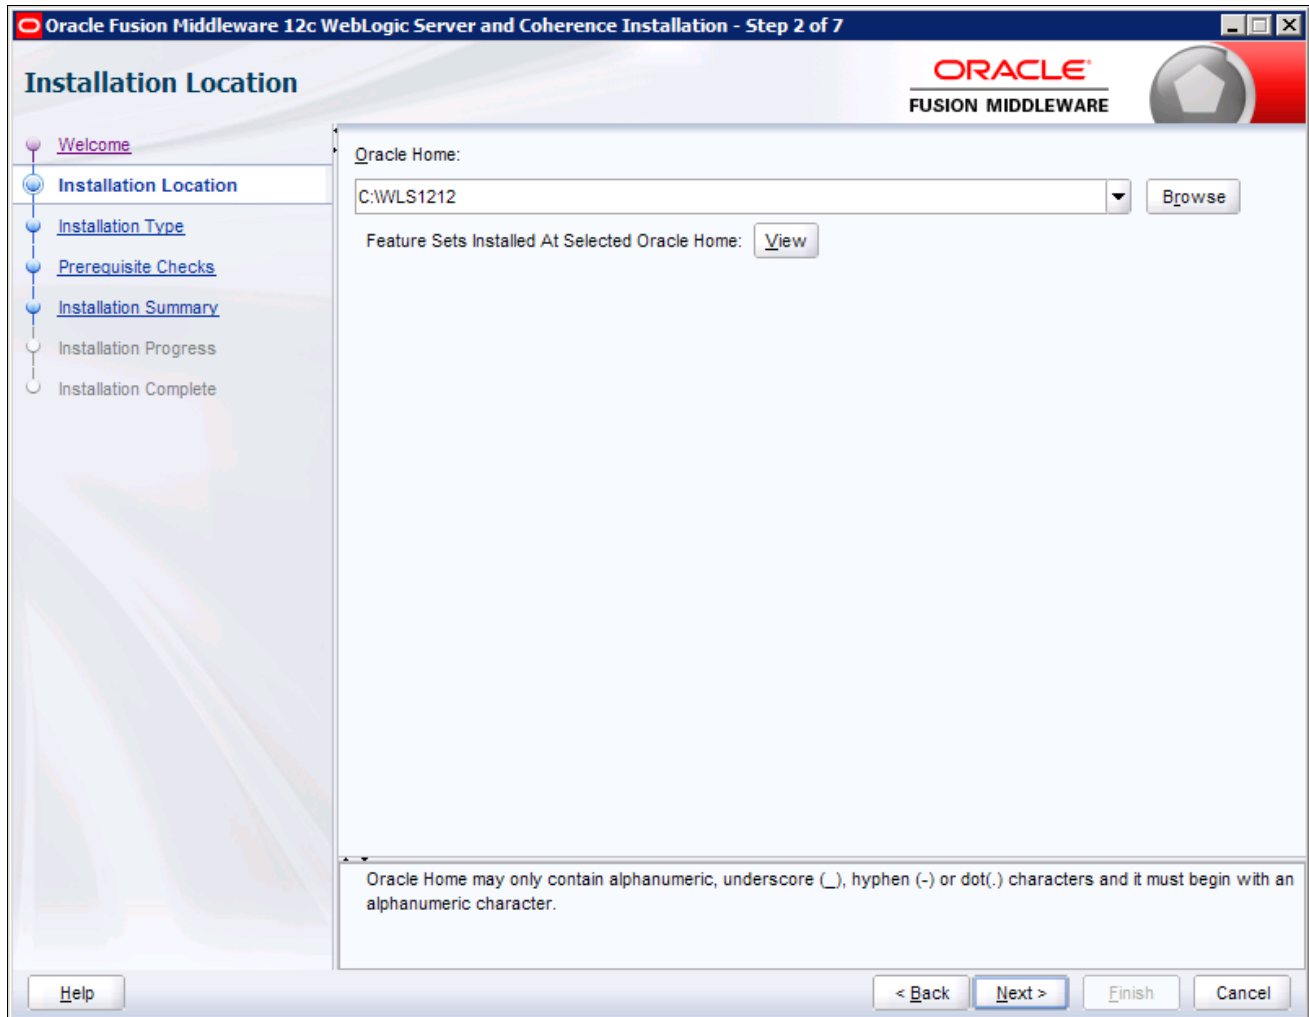 Oracle Fusion Middleware 12c WebLogic Server and Coherence Installation - Step 2 of 7
Installation Location
ORACLE
FUSION MIDDLEWARE
Welcome
Installation Location
Installation Type
Prerequisite Checks
Installation Summary
Installation Progress
Installation Complete
Oracle Home:
C:\WLS1212
Browse
Feature Sets Installed At Selected Oracle Home: View
Oracle Home may only contain alphanumeric, underscore (_), hyphen (-) or dot(.) characters and it must begin with an
alphanumeric character.
Help < Back Next > Finish Cancel